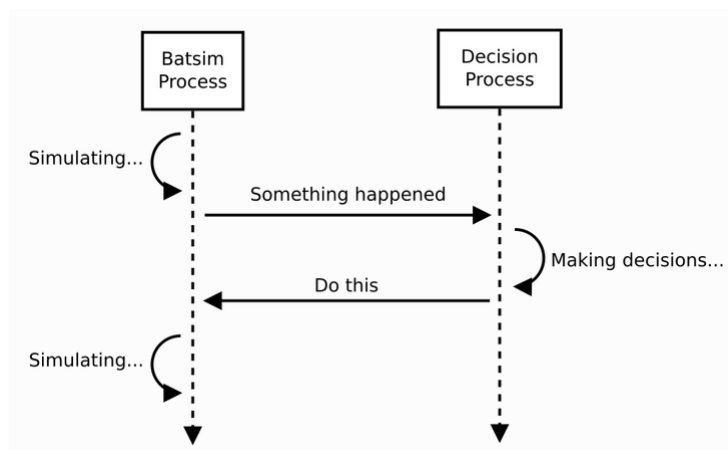 Batsim
Process
Decision
Process
Simulating...
Something happened
Making decisions...
Do this
Simulating...